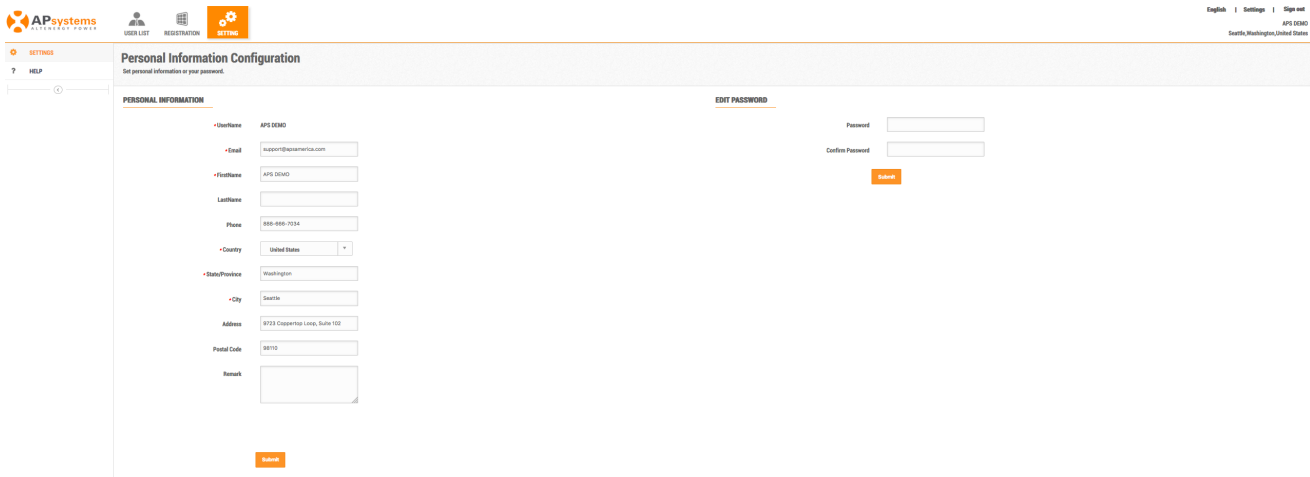 English | Settings | Sign out
APsystems
ALTENERGY POWER
USER LIST REGISTRATION SETTING
APS DEMO
Seattle,Washington,United States
SETTINGS
? HELP
Personal Information Configuration
Set personal information or your password.
PERSONAL INFORMATION
EDIT PASSWORD
•UserName APS DEMO
Password
•Email support@apsamerica.com
Confirm Password
•FirstName APS DEMO
Submit
LastName
Phone 866-666-7034
•Country United States
•State/Province Washington
•City Seattle
Address 9723 Coppertop Loop, Suite 102
Postal Code 98110
Remark
Submit